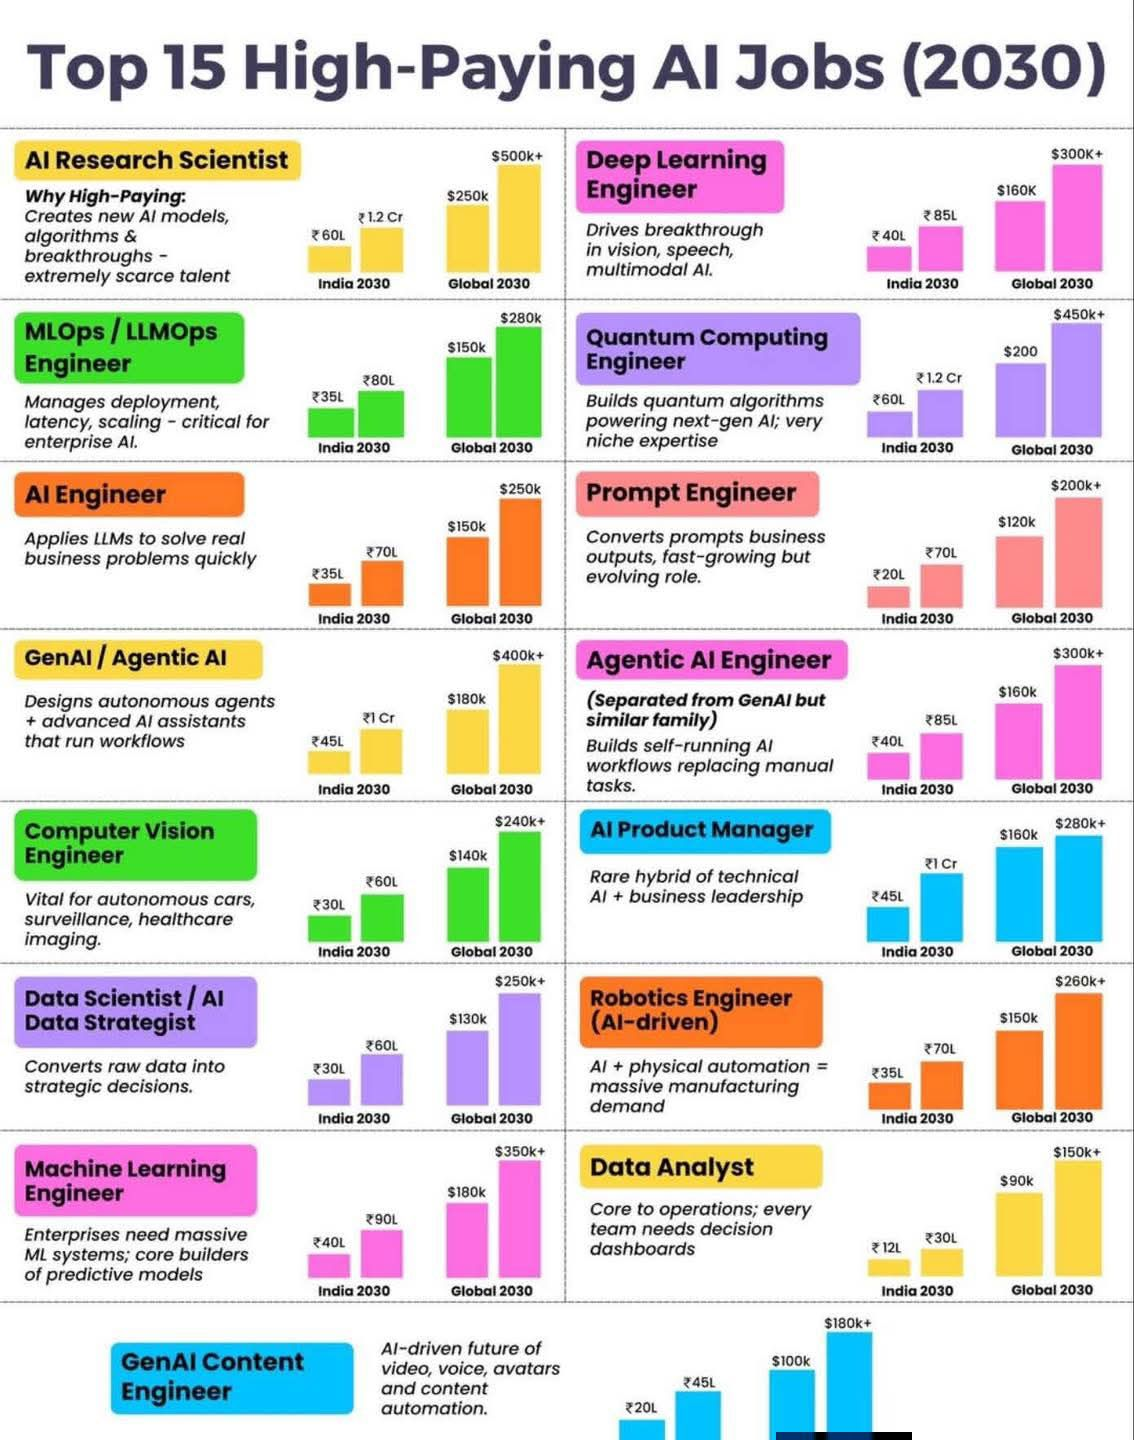 Top 15 High-Paying AI Jobs (2030)
AI Research Scientist
Why High-Paying:
Creates new AI models,
algorithms &
breakthroughs -
extremely scarce talent
₹60L
₹1.2 Cr
India 2030
$250k
$500k+
Global 2030
Deep Learning
Engineer
Drives breakthrough
in vision, speech,
multimodal AI.
₹40L
₹85L
India 2030
$160K
$300K+
Global 2030
MLOps / LLMOps
Engineer
Manages deployment,
latency, scaling - critical for
enterprise AI.
₹35L
₹80L
India 2030
$150k
$280k
Global 2030
Quantum Computing
Engineer
Builds quantum algorithms
powering next-gen AI; very
niche expertise
₹60L
₹1.2 Cr
India 2030
$200
$450k+
Global 2030
AI Engineer
Applies LLMs to solve real
business problems quickly
₹35L
₹70L
India 2030
$150k
$250k
Global 2030
Prompt Engineer
Converts prompts business
outputs, fast-growing but
evolving role.
₹20L
₹70L
India 2030
$120k
$200k+
Global 2030
GenAI / Agentic AI
Designs autonomous agents
+ advanced AI assistants
that run workflows
₹45L
₹1 Cr
India 2030
$180k
$400k+
Global 2030
Agentic AI Engineer
(Separated from GenAI but
similar family)
Builds self-running AI
workflows replacing manual
tasks.
₹40L
₹85L
India 2030
$160k
$300k+
Global 2030
Computer Vision
Engineer
Vital for autonomous cars,
surveillance, healthcare
imaging.
₹30L
₹60L
India 2030
$140k
$240k+
Global 2030
AI Product Manager
Rare hybrid of technical
AI + business leadership
₹45L
₹1 Cr
India 2030
$160k
$280k+
Global 2030
Data Scientist / AI
Data Strategist
Converts raw data into
strategic decisions.
₹30L
₹60L
India 2030
$130k
$250k+
Global 2030
Robotics Engineer
(AI-driven)
AI + physical automation =
massive manufacturing
demand
₹35L
₹70L
India 2030
$150k
$260k+
Global 2030
Machine Learning
Engineer
Enterprises need massive
ML systems; core builders
of predictive models
₹40L
₹90L
India 2030
$180k
$350k+
Global 2030
Data Analyst
Core to operations; every
team needs decision
dashboards
₹12L
₹30L
India 2030
$90k
$150k+
Global 2030
GenAI Content
Engineer
AI-driven future of
video, voice, avatars
and content
automation.
₹20L
₹45L
$100k
$180k+